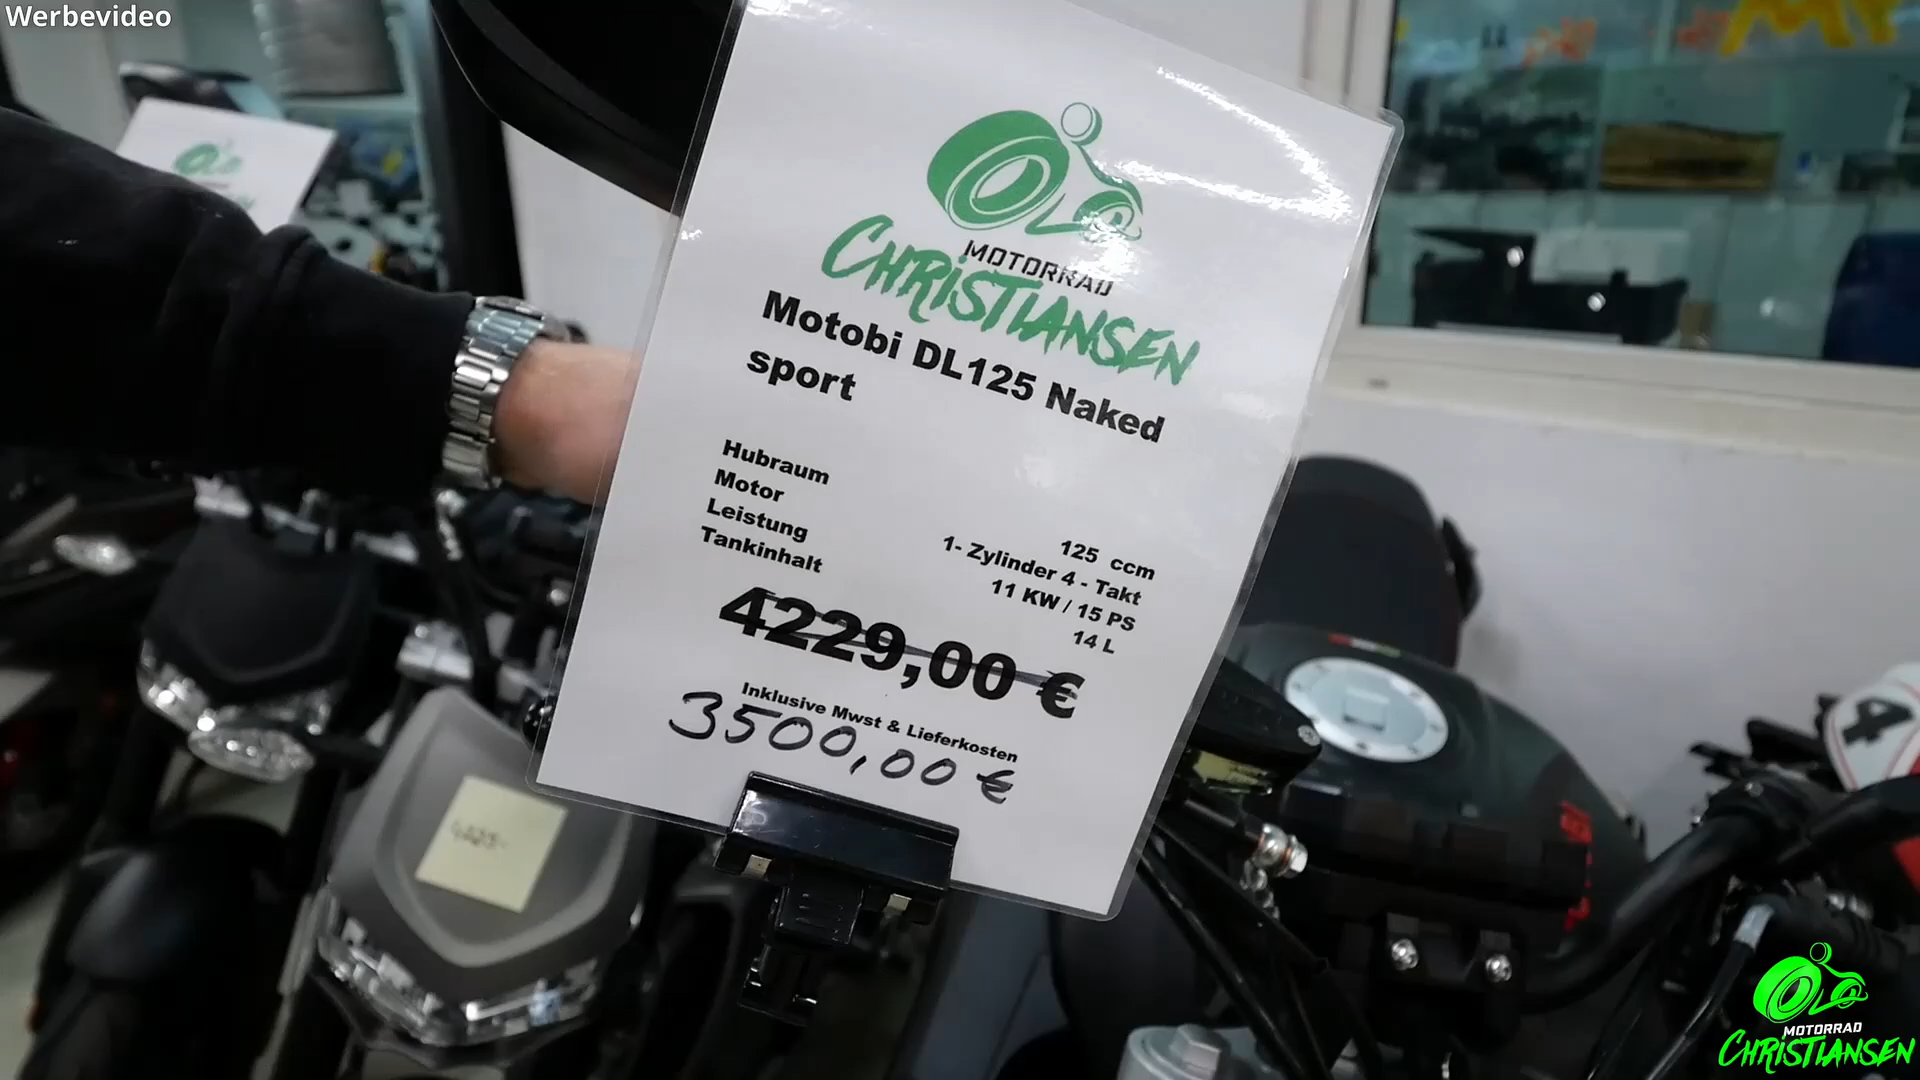 Werbevideo
MOTORRAD
CHRISTIANSEN
Motobi DL125 Naked
sport
Hubraum 125 ccm
Motor 1- Zylinder 4 - Takt
Leistung 11 KW / 15 PS
Tankinhalt 14 L
4229,00 €
Inklusive Mwst & Lieferkosten
3500,00 €
4
MOTORRAD
CHRISTIANSEN